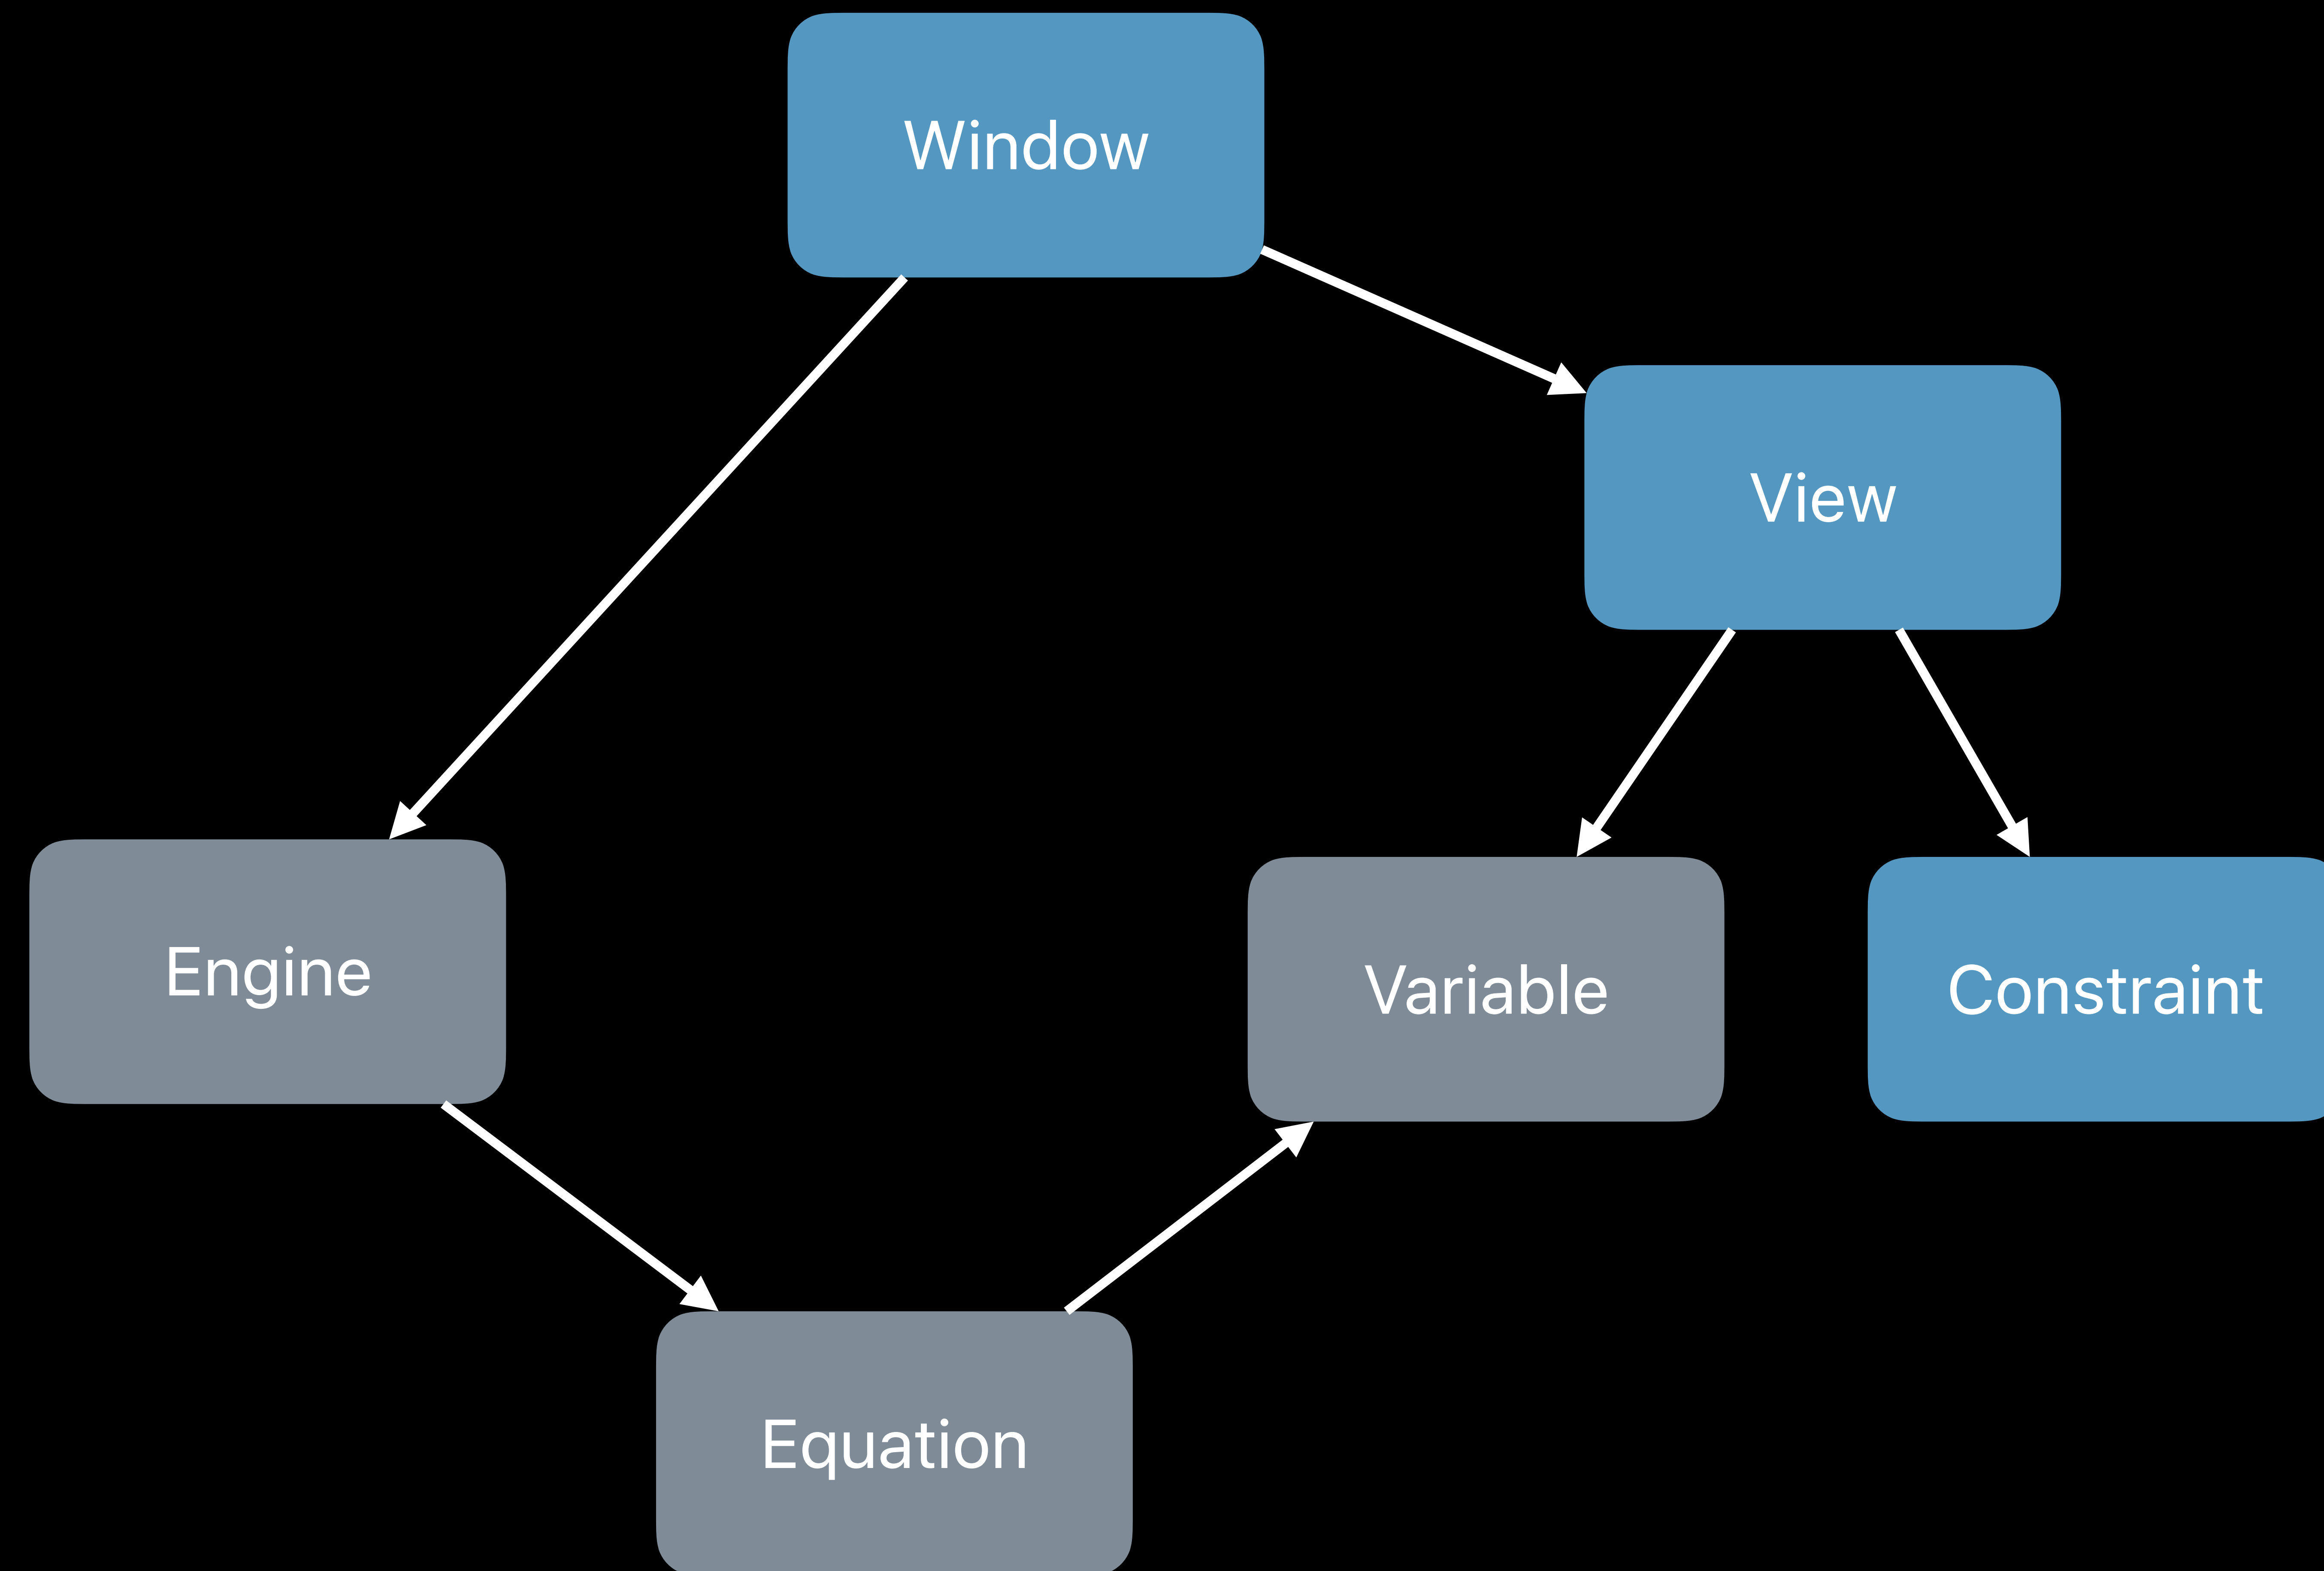 Window
View
Engine
Variable
Constraint
Equation